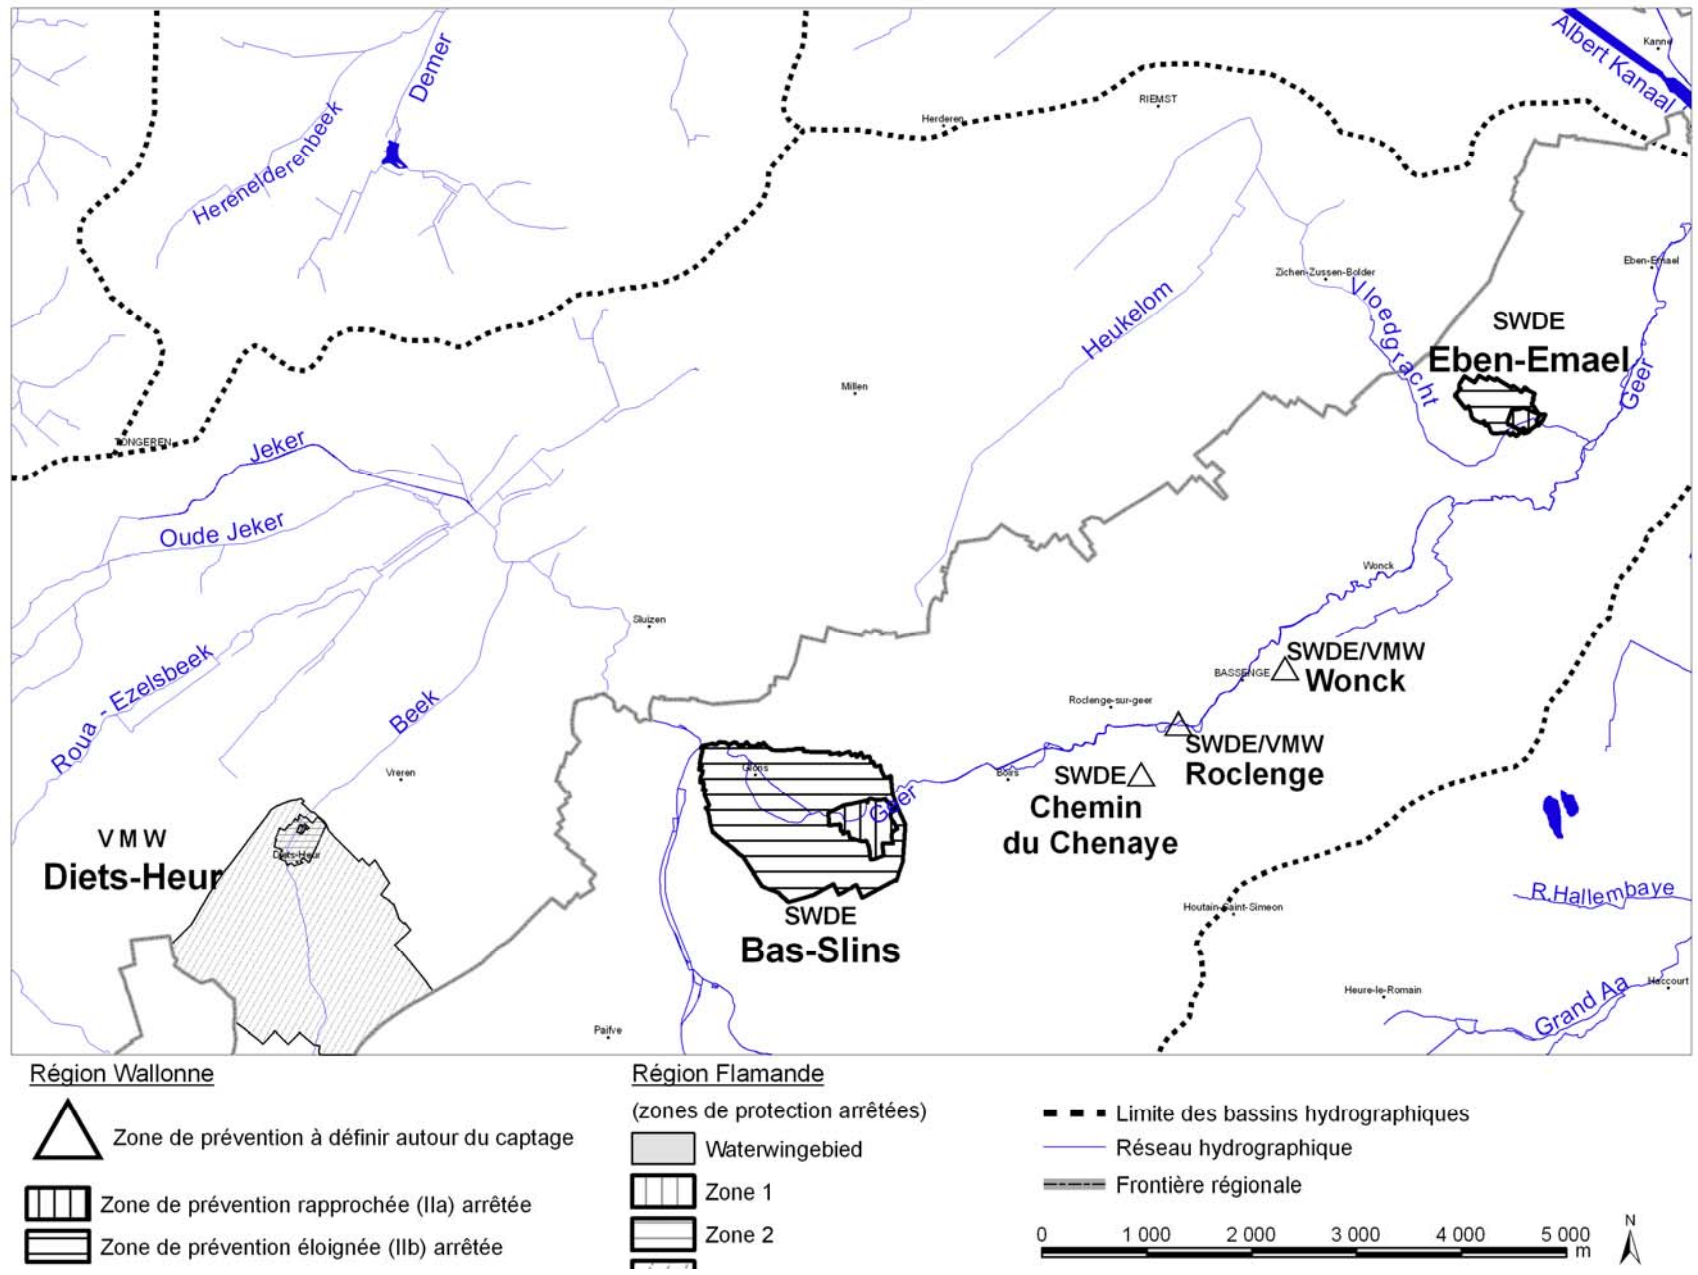 Albert Kanaal
Kanne
Demer
RIEMST
Herderen
Herenelderenbeek
Eben-Emael
Zichen-Zussen-Bolder
Vloedgracht
Heukelom
SWDE
Eben-Emael
Geer
Millen
TONGEREN
Jeker
Oude Jeker
Wonck
Sluizen
SWDE/VMW
Wonck
BASSENGE
Roua - Ezelsbeek
Beek
Roclenge-sur-geer
SWDE/VMW
Roclenge
Vreren
Glons
Boirs
SWDE
Chemin
du Chenaye
Geer
VMW
Diets-Heur
Diets-Heur
R.Hallembaye
SWDE
Bas-Slins
Houtain-Saint-Simeon
Heure-le-Romain
Haccourt
Grand Aa
Paifve
Région Wallonne
Zone de prévention à définir autour du captage
Zone de prévention rapprochée (IIa) arrêtée
Zone de prévention éloignée (IIb) arrêtée
Région Flamande
(zones de protection arrêtées)
Waterwingebied
Zone 1
Zone 2
Limite des bassins hydrographiques
Réseau hydrographique
Frontière régionale
0 1 000 2 000 3 000 4 000 5 000
m
N